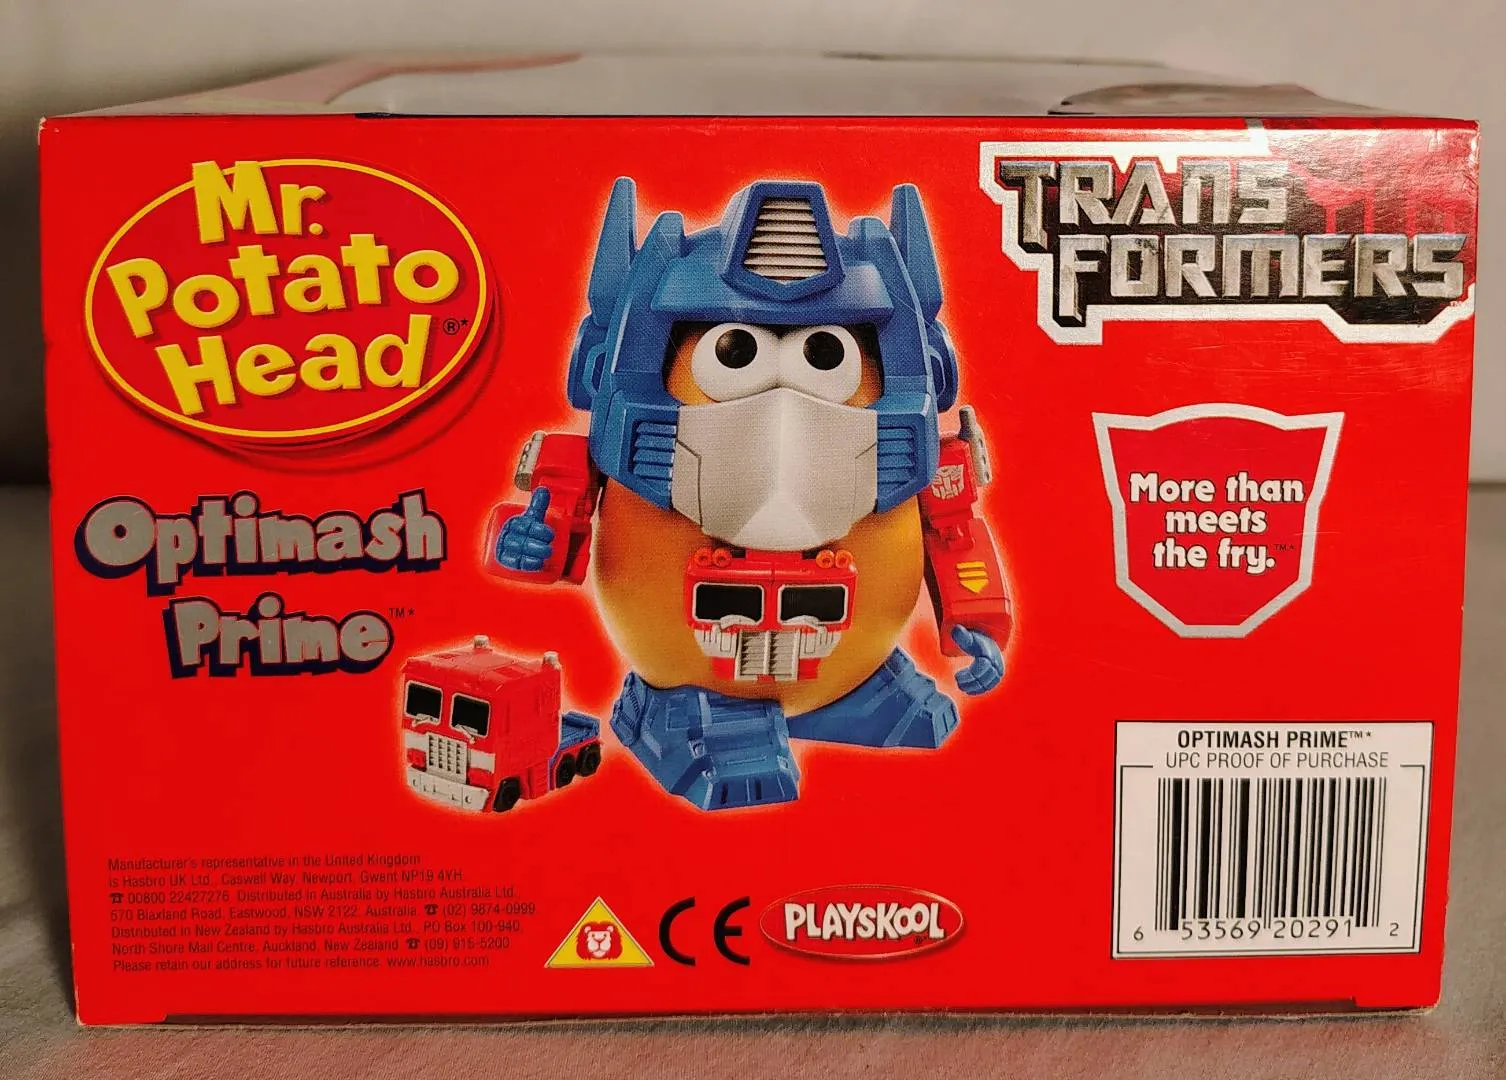 Mr.
Potato
Head®*
Optimash
Prime™*
TRANS
FORMERS
More than
meets
the fry.™*
OPTIMASH PRIME™*
UPC PROOF OF PURCHASE
6 53569 20291 2
Manufacturer's representative in the United Kingdom
is Hasbro UK Ltd., Caswell Way, Newport, Gwent NP19 4YH.
☎ 00800 22427276. Distributed in Australia by Hasbro Australia Ltd.,
570 Blaxland Road, Eastwood, NSW 2122, Australia. ☎ (02) 9874-0999.
Distributed in New Zealand by Hasbro Australia Ltd., PO Box 100-940,
North Shore Mail Centre, Auckland, New Zealand. ☎ (09) 915-5200.
Please retain our address for future reference. www.hasbro.com
CE
PLAYSKOOL®